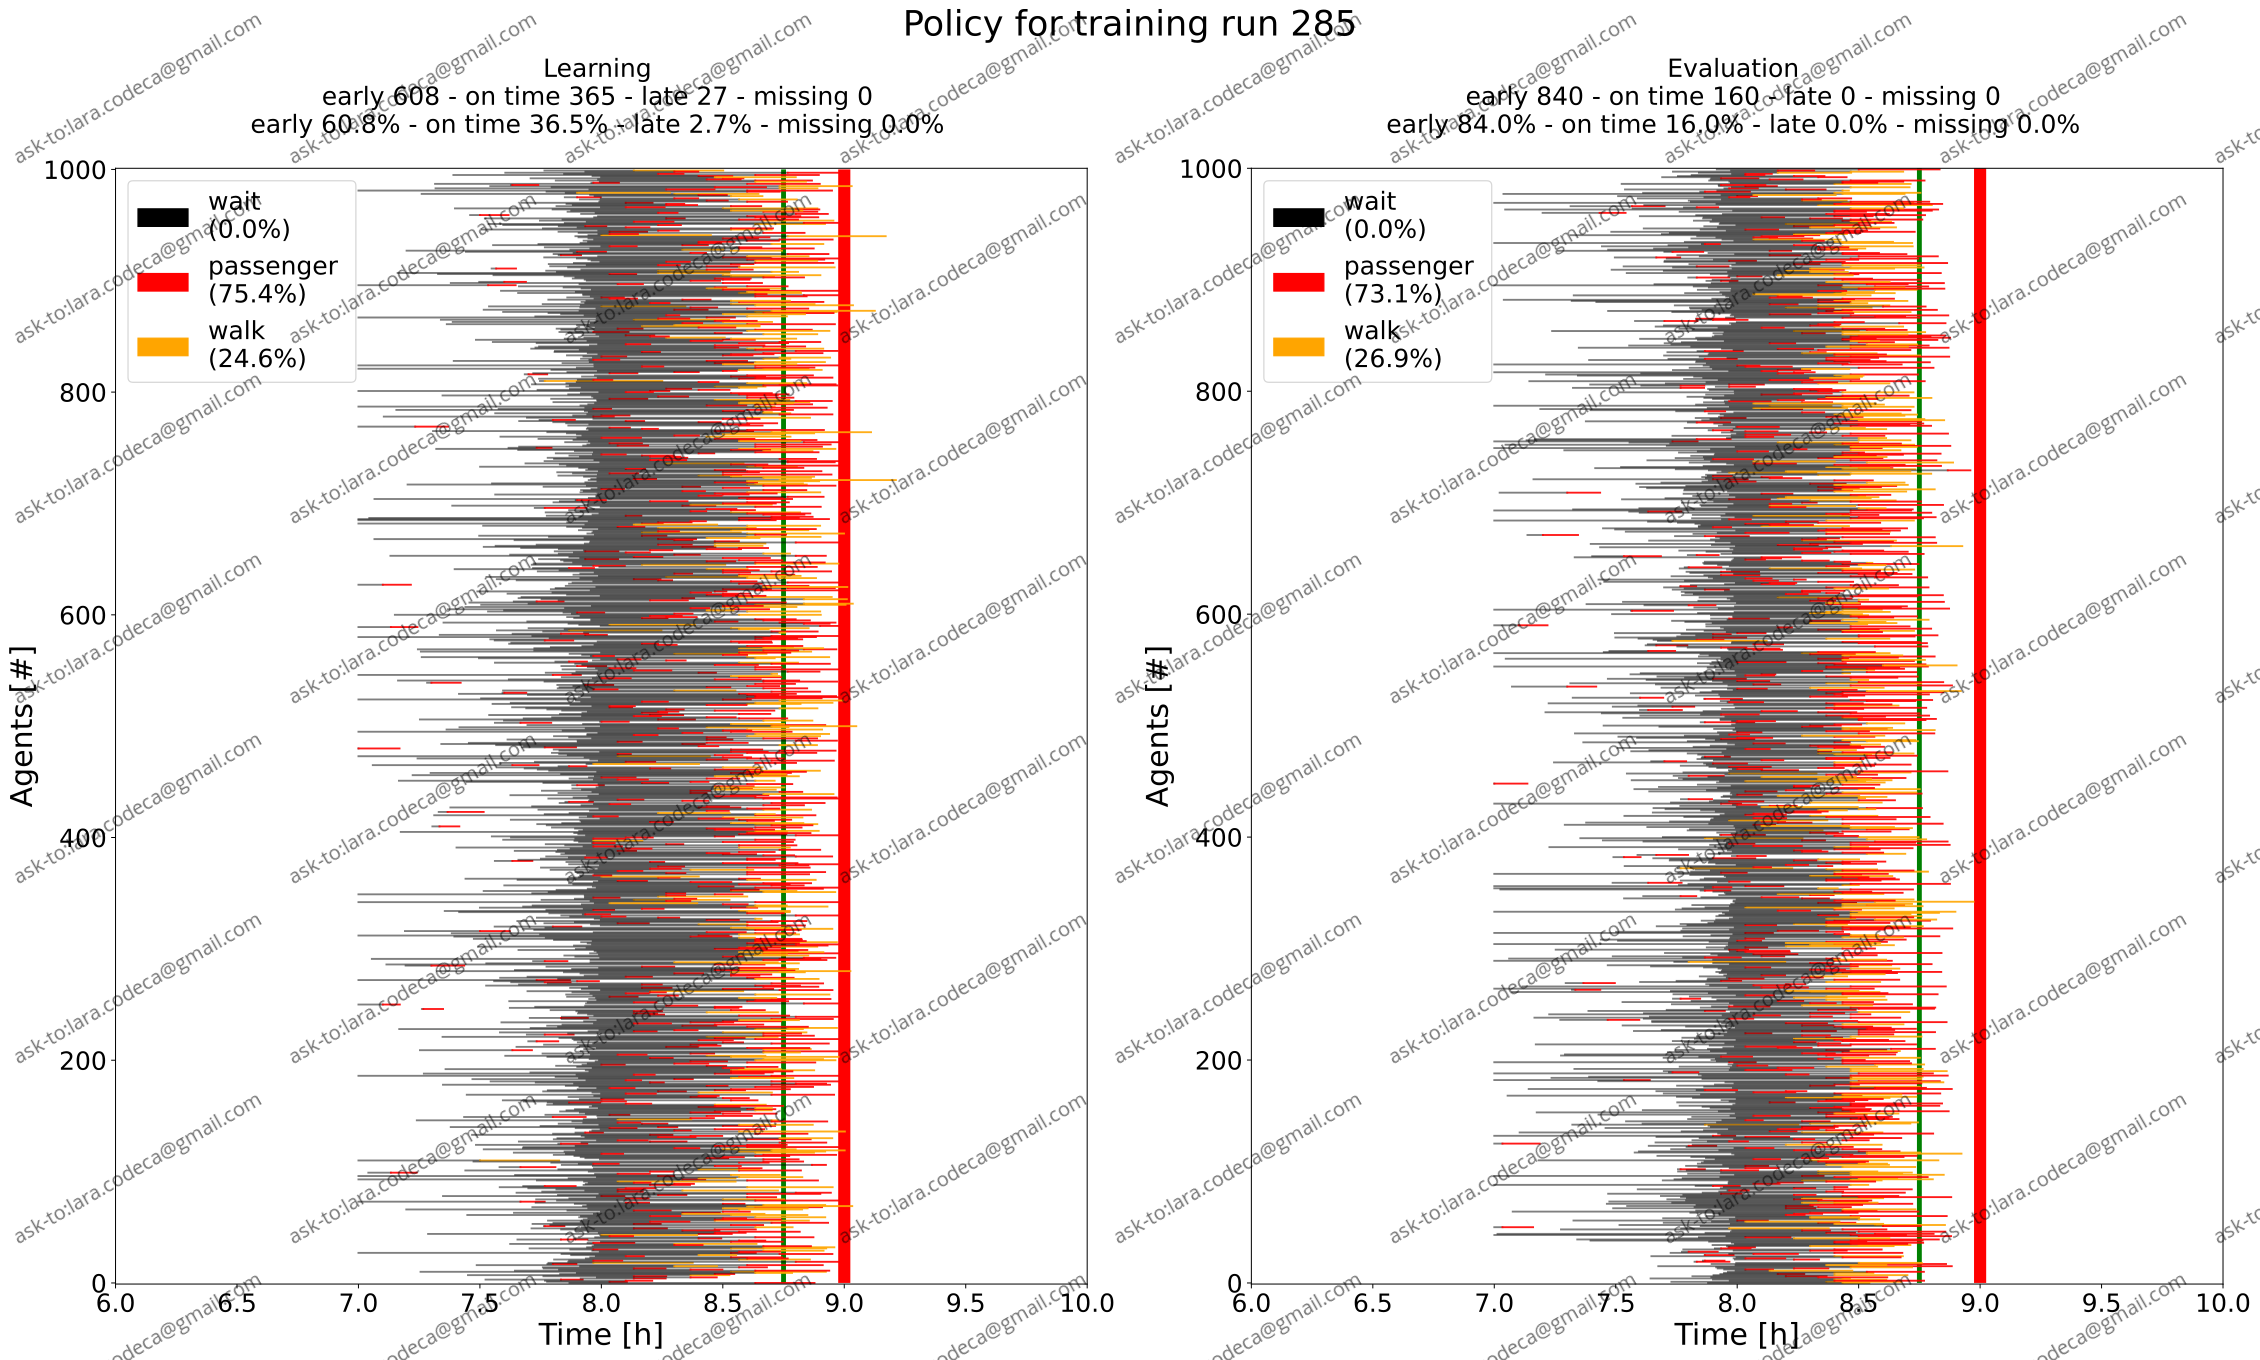 Policy for training run 285
Learning
early 608 - on time 365 - late 27 - missing 0
early 60.8% - on time 36.5% - late 2.7% - missing 0.0%
1000
800
600
400
200
0
Agents [#]
wait
(0.0%)
passenger
(75.4%)
walk
(24.6%)
6.0 6.5 7.0 7.5 8.0 8.5 9.0 9.5 10.0
Time [h]
Evaluation
early 840 - on time 160 - late 0 - missing 0
early 84.0% - on time 16.0% - late 0.0% - missing 0.0%
1000
800
600
400
200
0
Agents [#]
wait
(0.0%)
passenger
(73.1%)
walk
(26.9%)
6.0 6.5 7.0 7.5 8.0 8.5 9.0 9.5 10.0
Time [h]
ask-to:lara.codeca@gmail.com